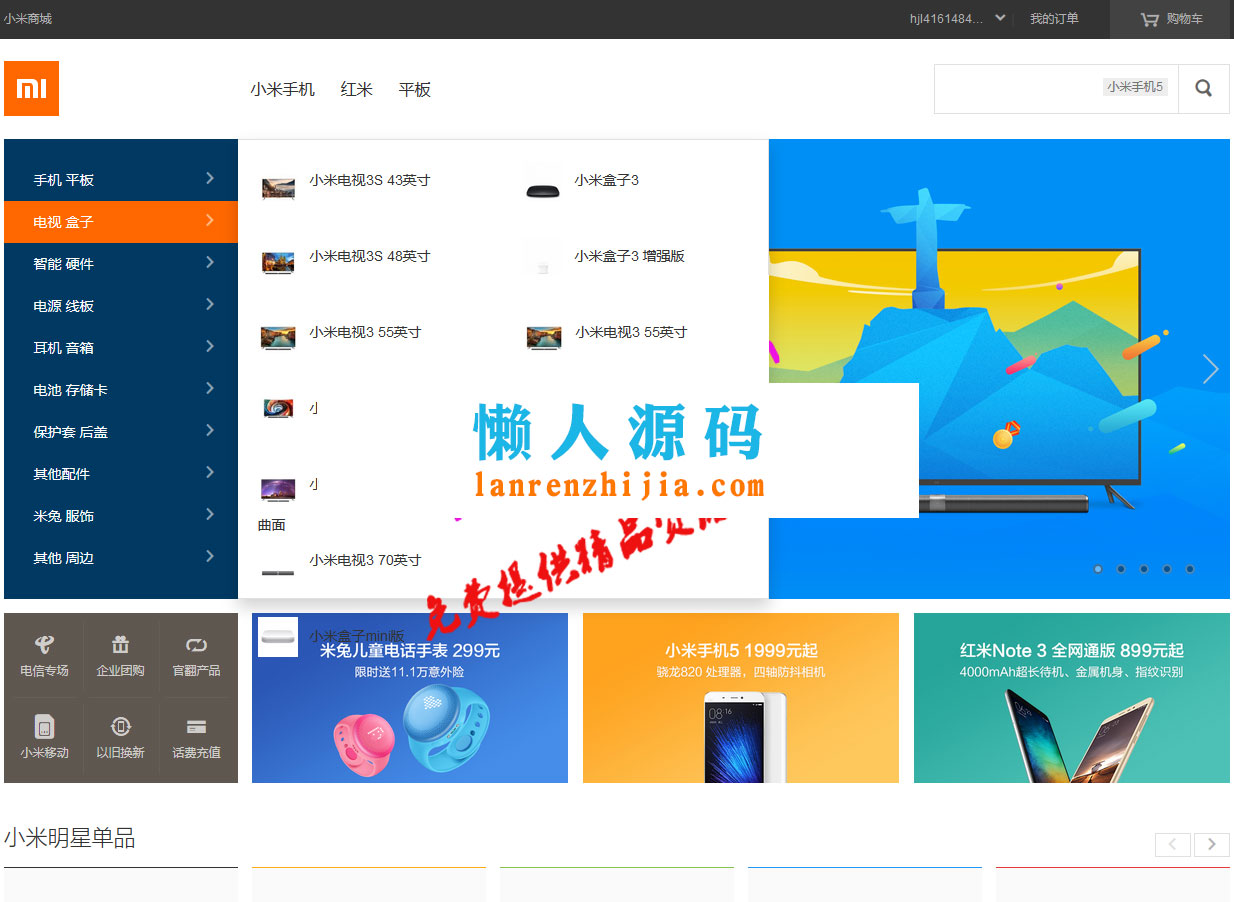 小米商城
hjl4161484...
我的订单
购物车
mi
小米手机 红米 平板
小米手机5
手机 平板
电视 盒子
智能 硬件
电源 线板
耳机 音箱
电池 存储卡
保护套 后盖
其他配件
米兔 服饰
其他 周边
小米电视3S 43英寸
小米盒子3
小米电视3S 48英寸
小米盒子3 增强版
小米电视3 55英寸
小米电视3 55英寸
曲面
小米电视3 70英寸
小米盒子mini版
懒人源码
lanrenzhijia.com
免费提供精品资源
电信专场
企业团购
官翻产品
小米移动
以旧换新
话费充值
米兔儿童电话手表 299元
限时送11.1万意外险
小米手机5 1999元起
骁龙820 处理器，四轴防抖相机
08:16
红米Note 3 全网通版 899元起
4000mAh超长待机、金属机身、指纹识别
小米明星单品